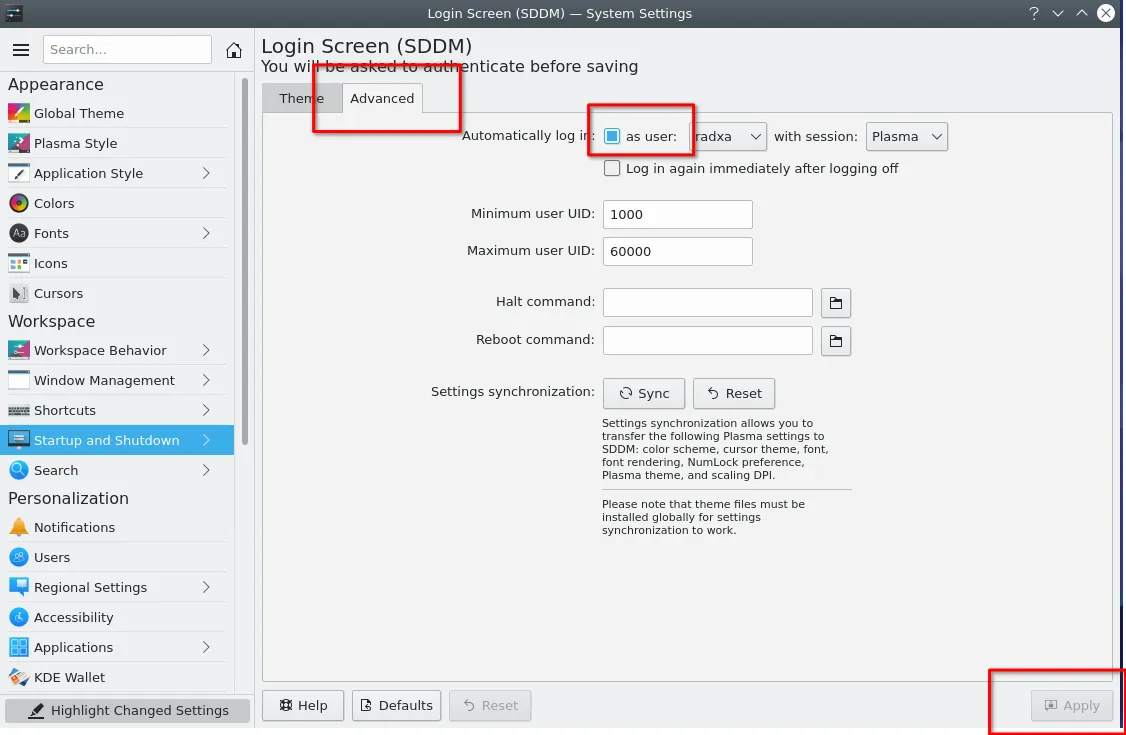 Login Screen (SDDM) — System Settings
Search...
Login Screen (SDDM)
You will be asked to authenticate before saving
Appearance
Global Theme
Plasma Style
Application Style
Colors
Fonts
Icons
Cursors
Workspace
Workspace Behavior
Window Management
Shortcuts
Startup and Shutdown
Search
Personalization
Notifications
Users
Regional Settings
Accessibility
Applications
KDE Wallet
Highlight Changed Settings
Theme Advanced
Automatically log in: as user: radxa with session: Plasma
Log in again immediately after logging off
Minimum user UID: 1000
Maximum user UID: 60000
Halt command:
Reboot command:
Settings synchronization: Sync Reset
Settings synchronization allows you to
transfer the following Plasma settings to
SDDM: color scheme, cursor theme, font,
font rendering, NumLock preference,
Plasma theme, and scaling DPI.
Please note that theme files must be
installed globally for settings
synchronization to work.
Help Defaults Reset Apply